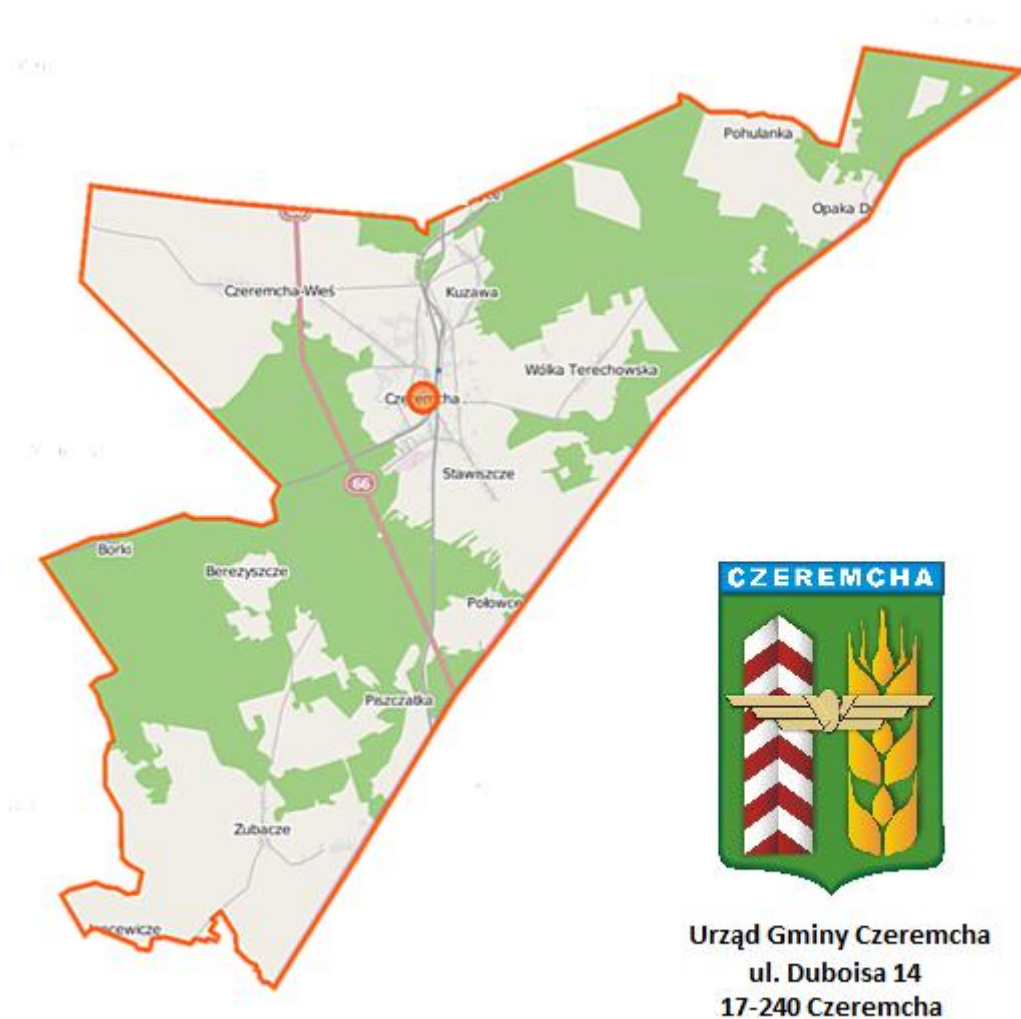 Pohulanka
Opaka D
Czeremcha-Wieś
Kuzawa
Wólka Terechowska
Czeremcha
Stawiszcze
66
Borki
Berezyszcze
Połowce
CZEREMCHA
Piszczatka
Zubacze
Urząd Gminy Czeremcha
ul. Duboisa 14
17-240 Czeremcha